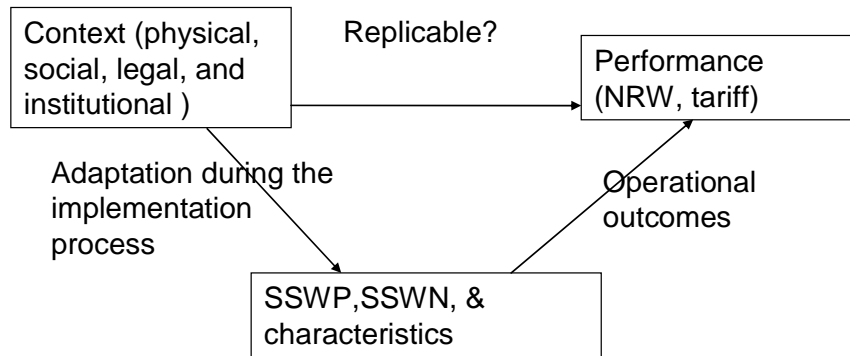 Context (physical,
social, legal, and
institutional )
Replicable?
Performance
(NRW, tariff)
Adaptation during the
implementation
process
Operational
outcomes
SSWP,SSWN, &
characteristics